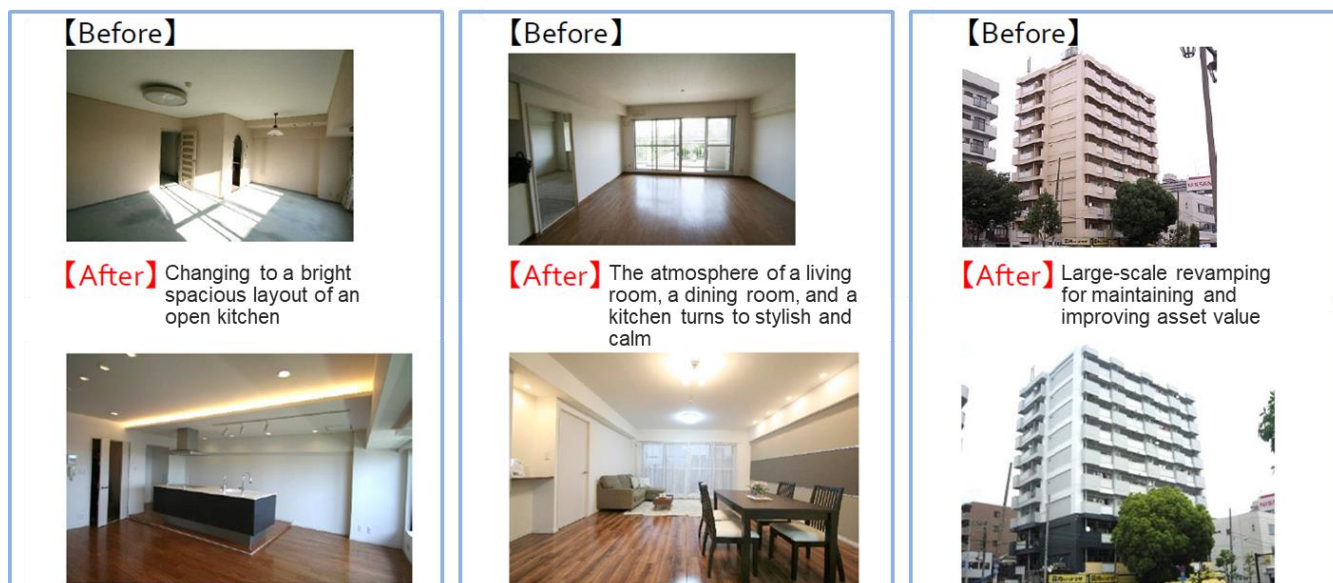 【Before】
【After】 Changing to a bright
spacious layout of an
open kitchen
【Before】
【After】 The atmosphere of a living
room, a dining room, and a
kitchen turns to stylish and
calm
【Before】
NISSAN
【After】 Large-scale revamping
for maintaining and
improving asset value